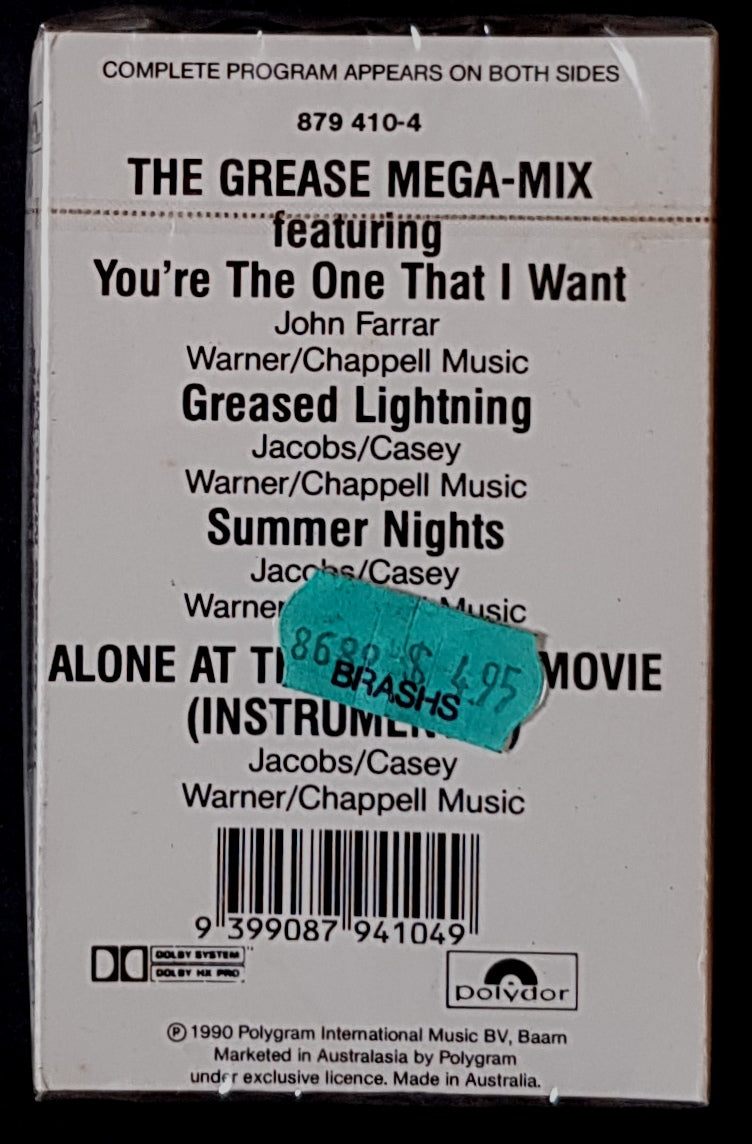 COMPLETE PROGRAM APPEARS ON BOTH SIDES
879 410-4
THE GREASE MEGA-MIX
featuring
You're The One That I Want
John Farrar
Warner/Chappell Music
Greased Lightning
Jacobs/Casey
Warner/Chappell Music
Summer Nights
Jacobs/Casey
Warner Music
$ 4.95
BRASHS
ALONE AT MOVIE
(INSTRUMEN )
Jacobs/Casey
Warner/Chappell Music
9 399087 941049
DOLBY SYSTEM
DOLBY HX PRO
polydor
℗ 1990 Polygram International Music BV, Baarn
Marketed in Australasia by Polygram
under exclusive licence. Made in Australia.